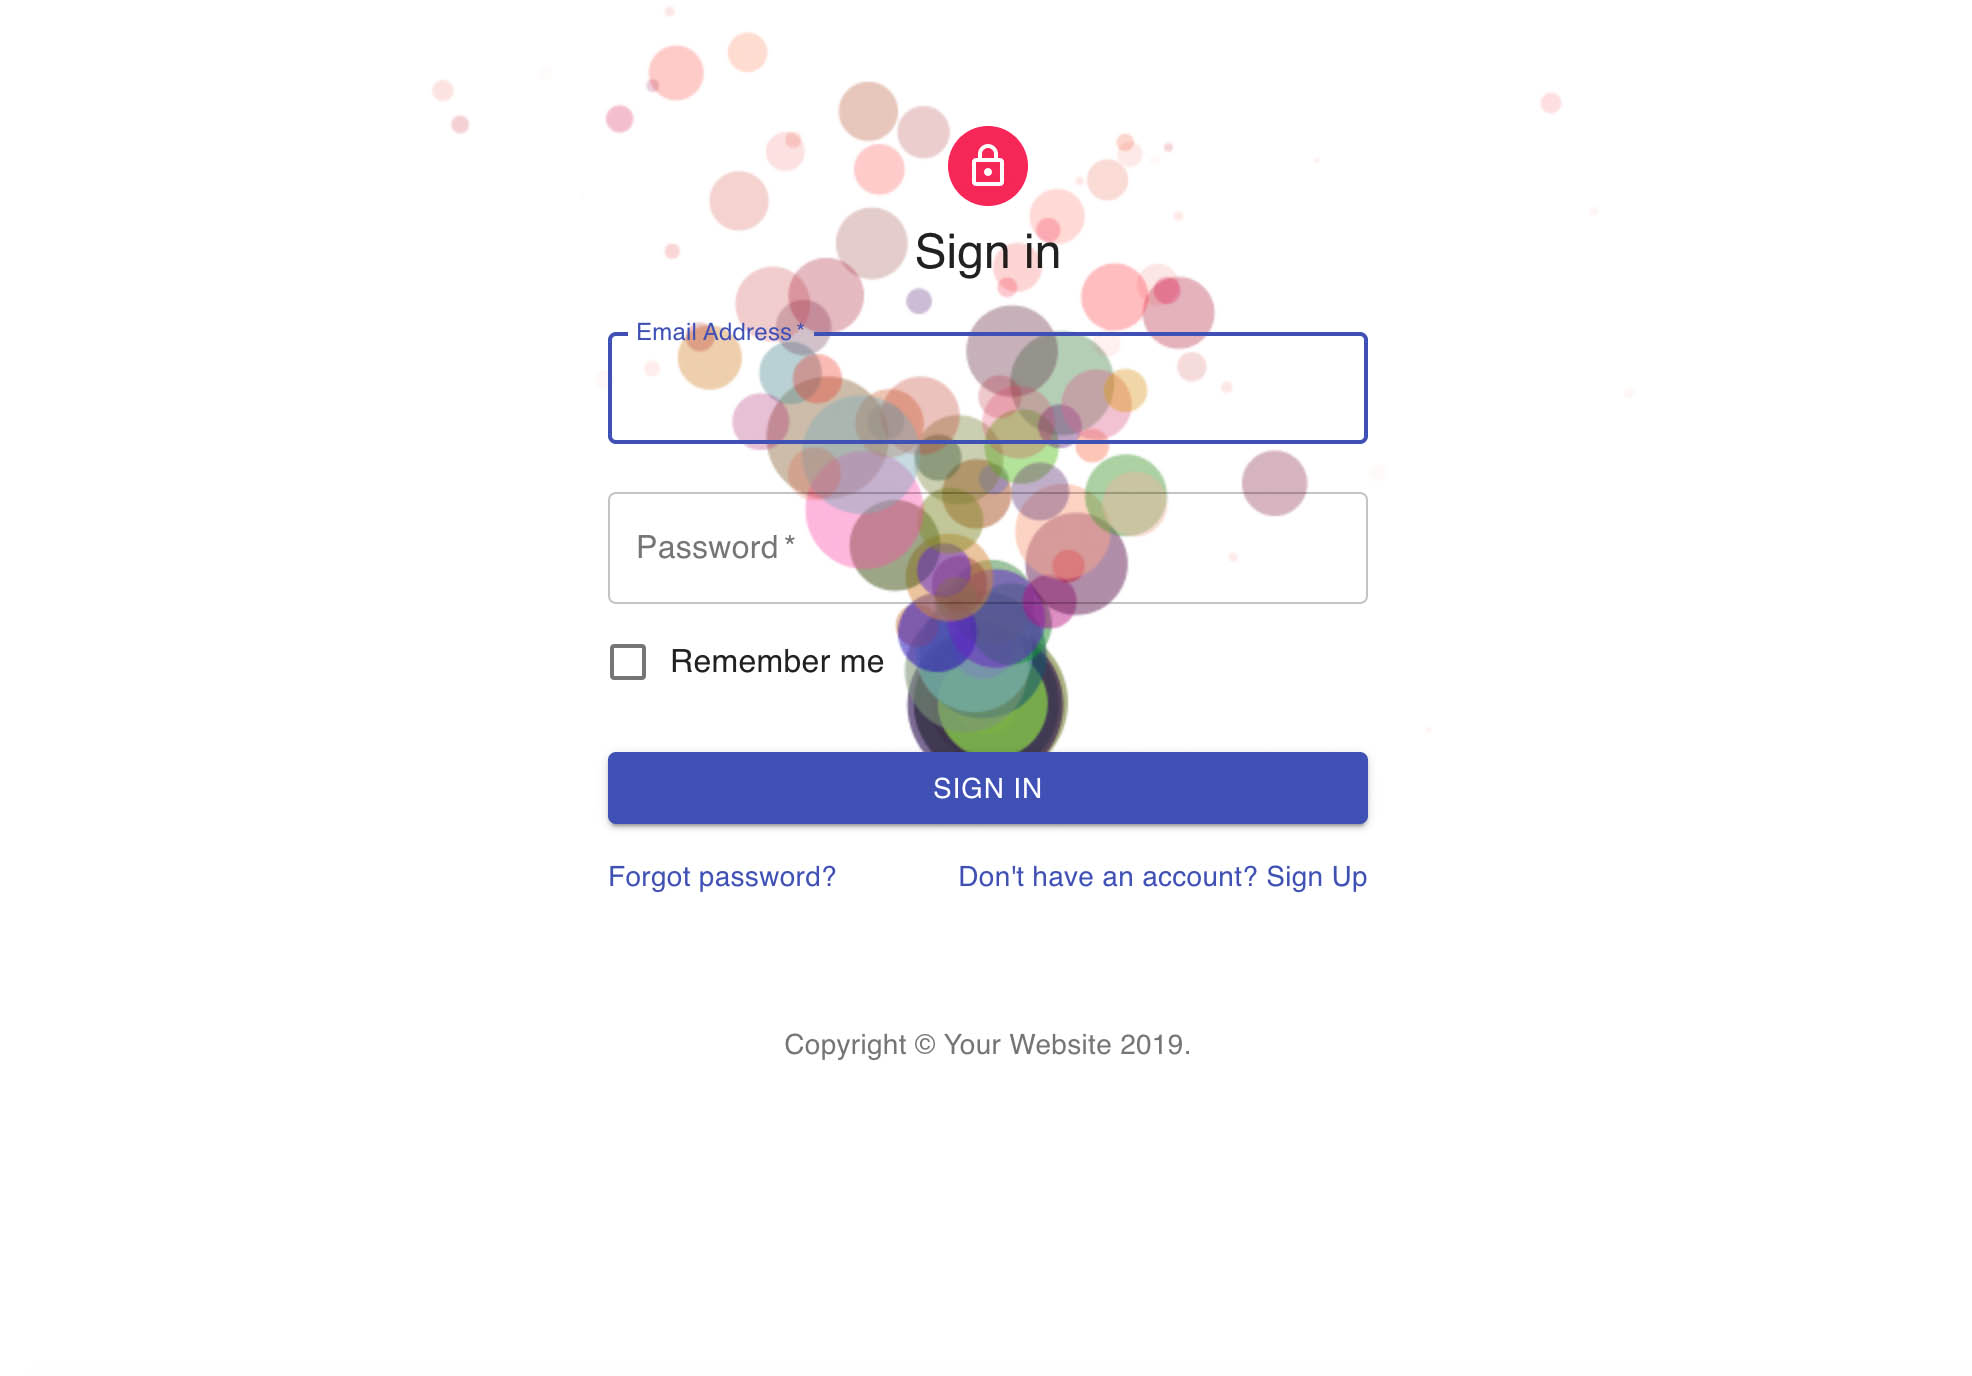 Sign in
Email Address *
Password *
Remember me
SIGN IN
Forgot password?
Don't have an account? Sign Up
Copyright © Your Website 2019.